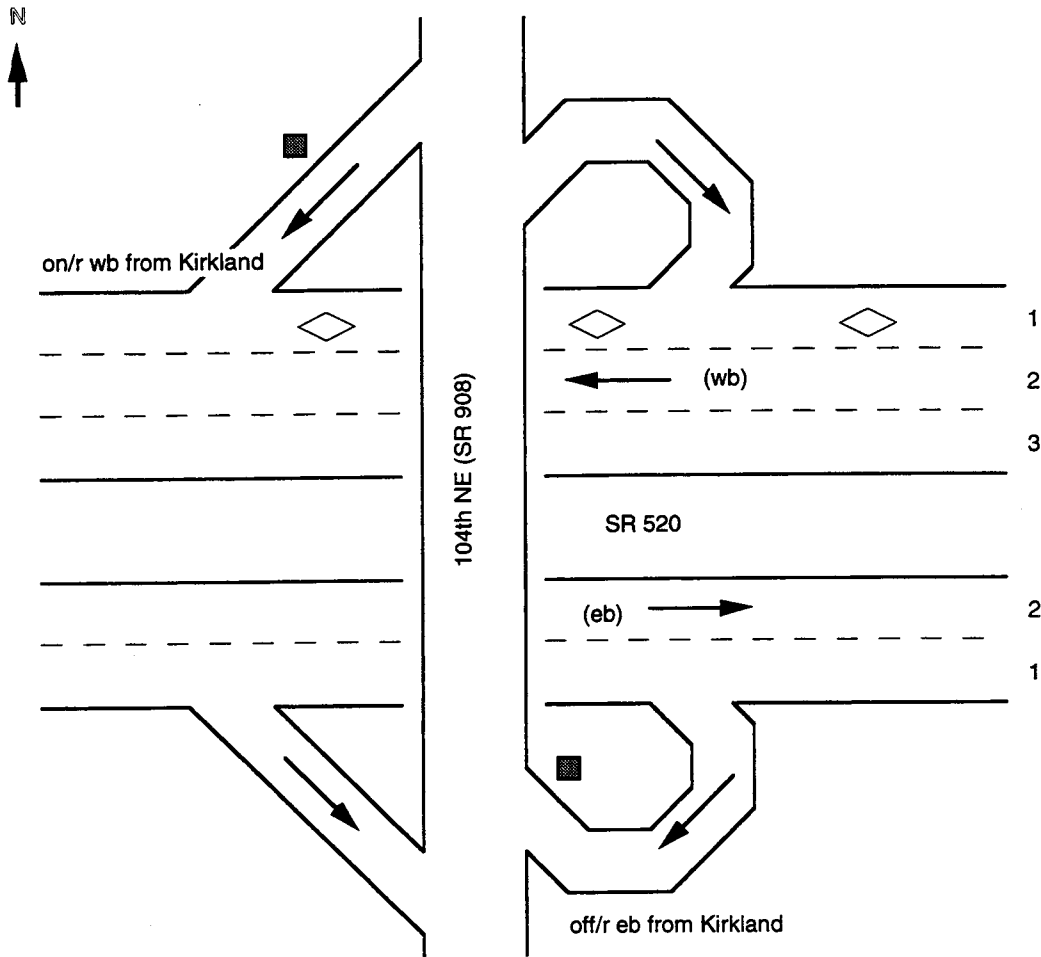 N
on/r wb from Kirkland
1
(wb)
2
3
104th NE (SR 908)
SR 520
(eb)
2
1
off/r eb from Kirkland